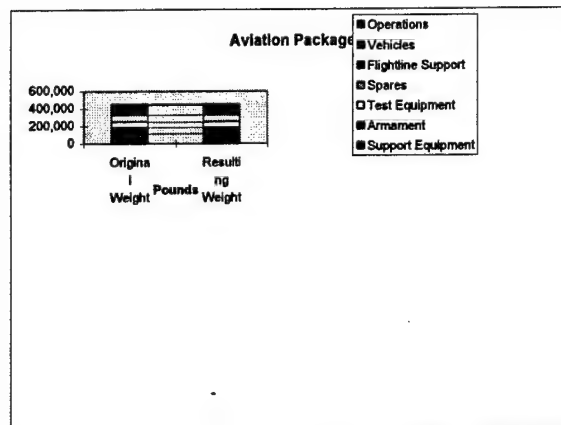 Aviation Package
Operations
Vehicles
Flightline Support
Spares
Test Equipment
Armament
Support Equipment
600,000
400,000
200,000
0
Origina
l
Weight
Pounds
Resulti
ng
Weight